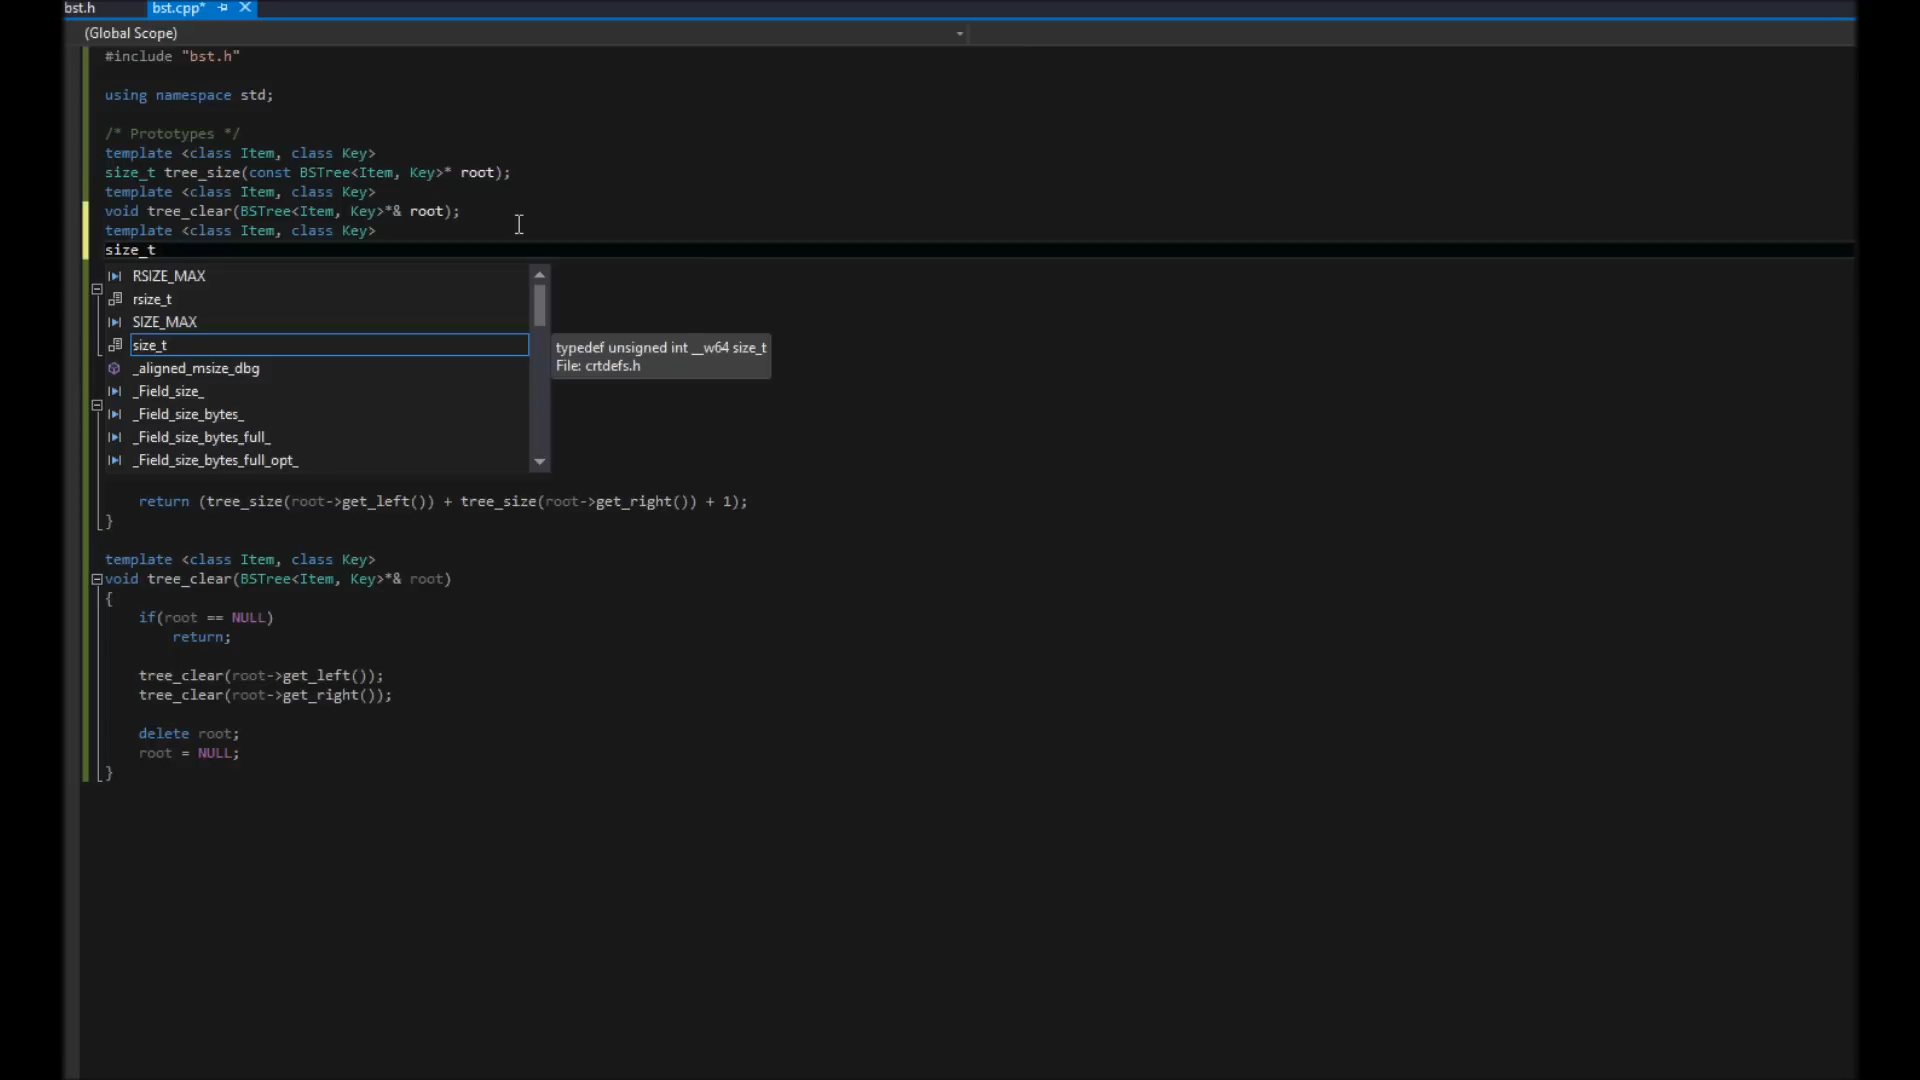 bst.h bst.cpp*
(Global Scope)
#include "bst.h"
using namespace std;
/* Prototypes */
template <class Item, class Key>
size_t tree_size(const BSTree<Item, Key>* root);
template <class Item, class Key>
void tree_clear(BSTree<Item, Key>*& root);
template <class Item, class Key>
size_t
RSIZE_MAX
rsize_t
SIZE_MAX
size_t
typedef unsigned int __w64 size_t
File: crtdefs.h
_aligned_msize_dbg
_Field_size_
_Field_size_bytes_
_Field_size_bytes_full_
_Field_size_bytes_full_opt_
return (tree_size(root->get_left()) + tree_size(root->get_right()) + 1);
}
template <class Item, class Key>
void tree_clear(BSTree<Item, Key>*& root)
{
if(root == NULL)
return;
tree_clear(root->get_left());
tree_clear(root->get_right());
delete root;
root = NULL;
}